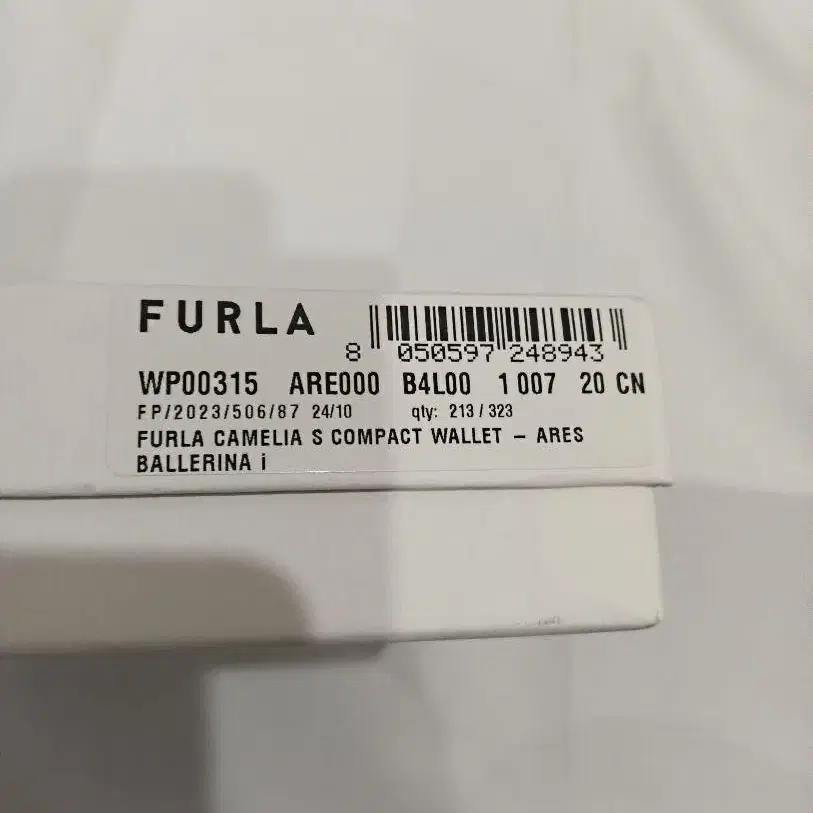 FURLA
8 050597 248943
WP00315 ARE000 B4L00 1 007 20 CN
FP/2023/506/87 24/10 qty: 213 / 323
FURLA CAMELIA S COMPACT WALLET – ARES
BALLERINA i